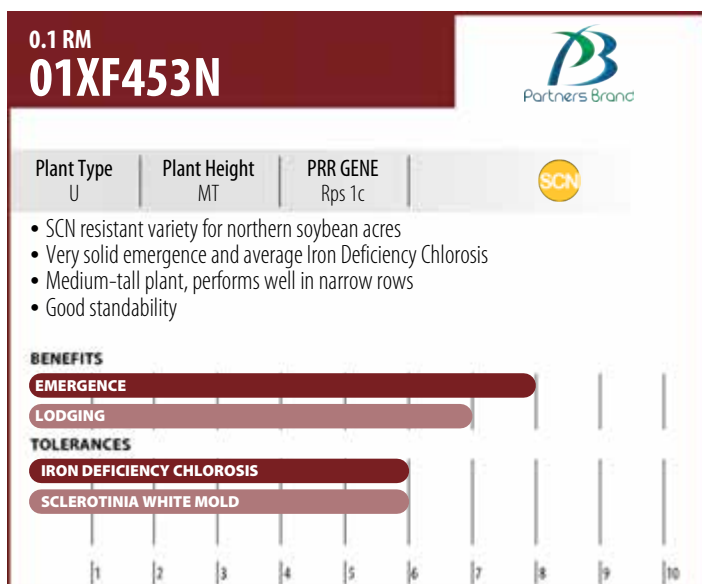 0.1 RM
01XF453N
PB
Partners Brand
Plant Type
U
Plant Height
MT
PRR GENE
Rps 1c
SCN
• SCN resistant variety for northern soybean acres
• Very solid emergence and average Iron Deficiency Chlorosis
• Medium-tall plant, performs well in narrow rows
• Good standability
BENEFITS
EMERGENCE
LODGING
TOLERANCES
IRON DEFICIENCY CHLOROSIS
SCLEROTINIA WHITE MOLD
1 2 3 4 5 6 7 8 9 10